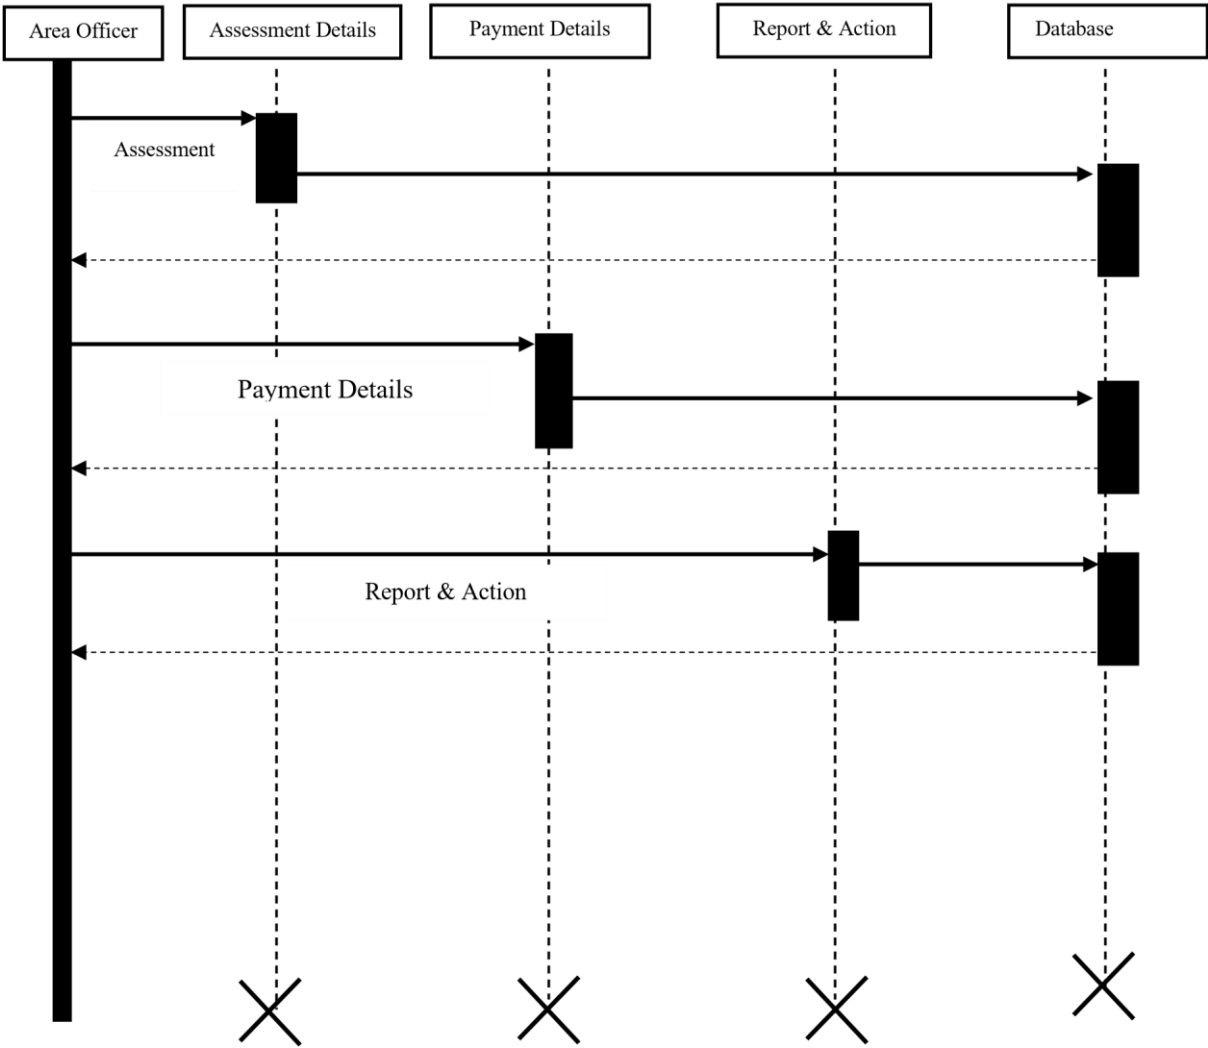 Area Officer
Assessment Details
Payment Details
Report & Action
Database
Assessment
Payment Details
Report & Action